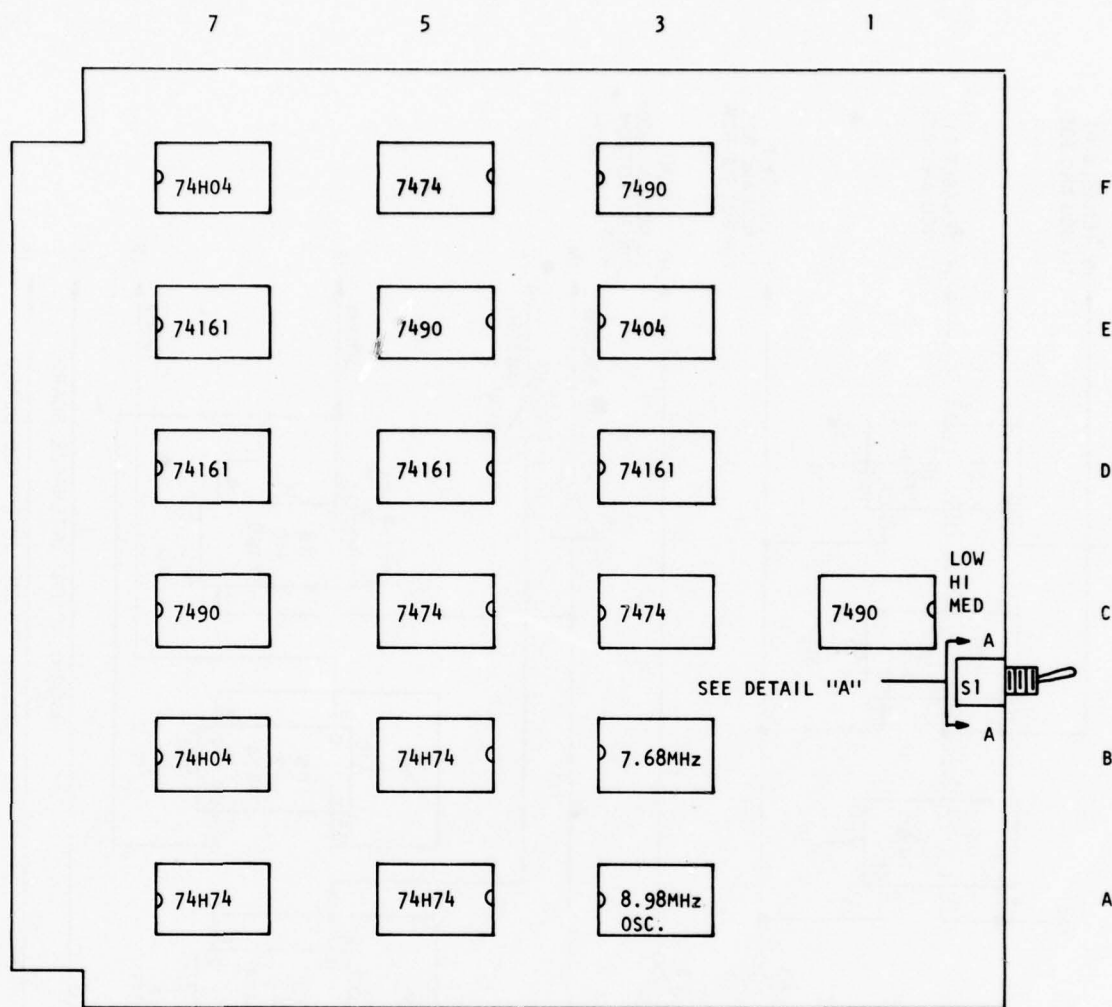 7 5 3 1
74H04 7474 7490 F
74161 7490 7404 E
74161 74161 74161 D
LOW
HI
MED
7490 7474 7474 7490 C
A
SEE DETAIL "A" S1
A
74H04 74H74 7.68MHz B
74H74 74H74 8.98MHz A
OSC.